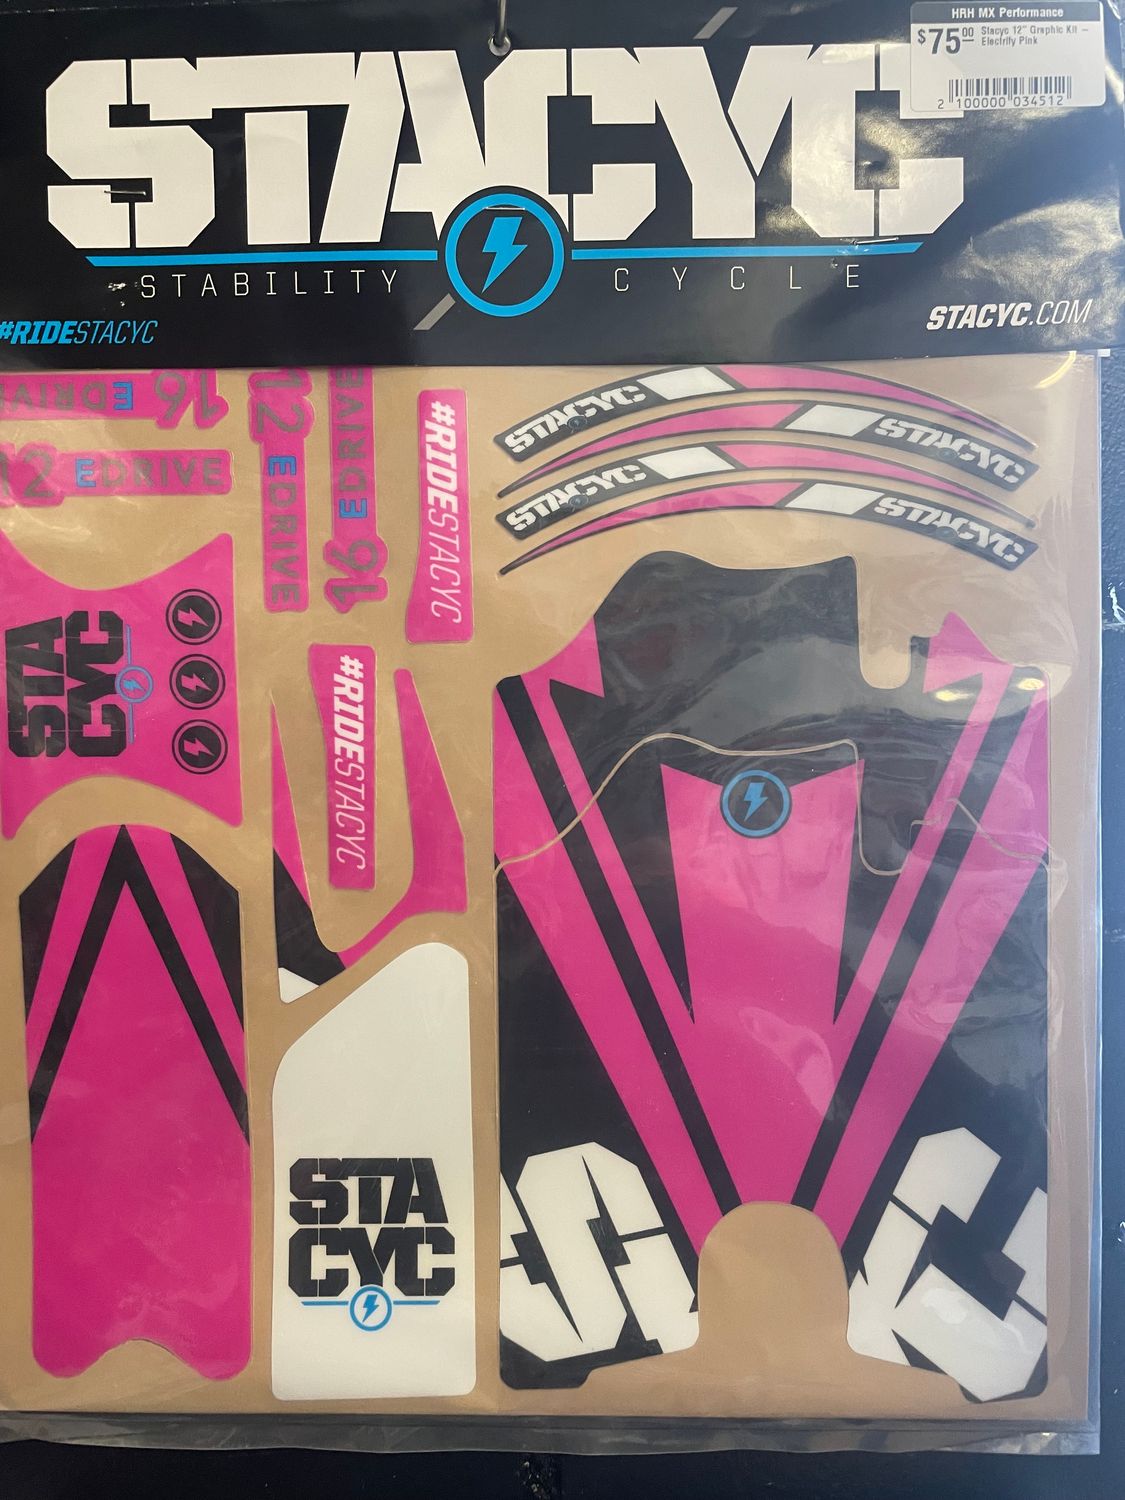 HRH MX Performance
$75.00 Stacyc 12" Graphic Kit –
Electrify Pink
2 100000 034512
STACYC
STABILITY CYCLE
#RIDESTACYC
STACYC.COM
16 EDRIVE
12 EDRIVE
12 EDRIVE
16 EDRIVE
#RIDESTACYC
STACYC
STACYC
STACYC
STACYC
STA
CYC
#RIDESTACYC
STA
CYC
S
C